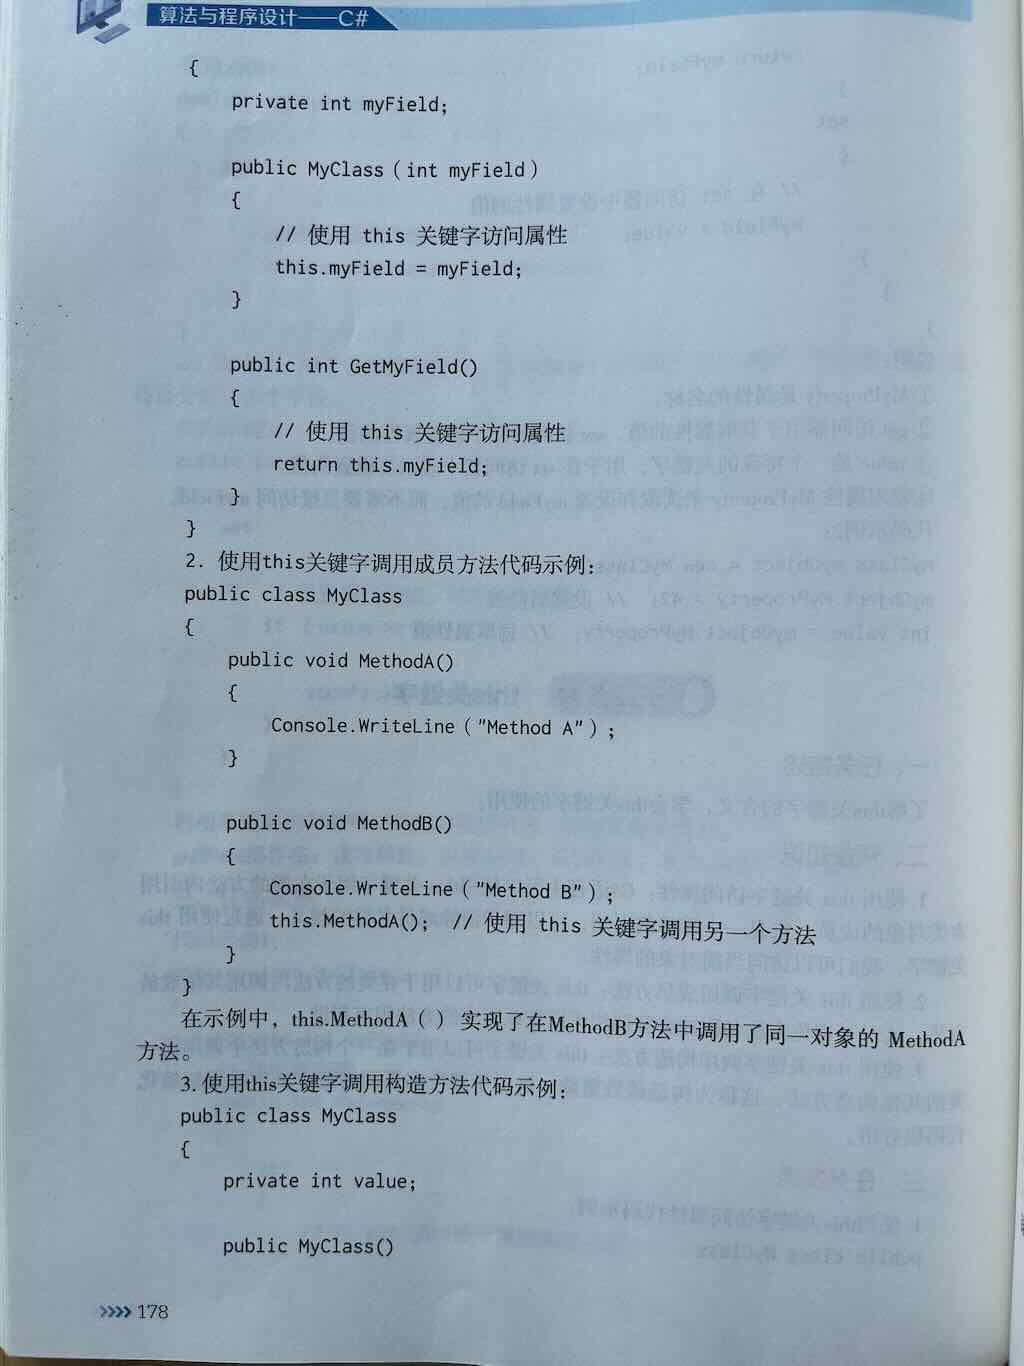 算法与程序设计——C#
{
private int myField;
public MyClass（int myField）
{
// 使用 this 关键字访问属性
this.myField = myField;
}
public int GetMyField()
{
// 使用 this 关键字访问属性
return this.myField;
}
}
2. 使用this关键字调用成员方法代码示例:
public class MyClass
{
public void MethodA()
{
Console.WriteLine（"Method A"）;
}
public void MethodB()
{
Console.WriteLine（"Method B"）;
this.MethodA(); // 使用 this 关键字调用另一个方法
}
}
在示例中，this.MethodA（） 实现了在MethodB方法中调用了同一对象的 MethodA
方法。
3.使用this关键字调用构造方法代码示例:
public class MyClass
{
private int value;
public MyClass()
178